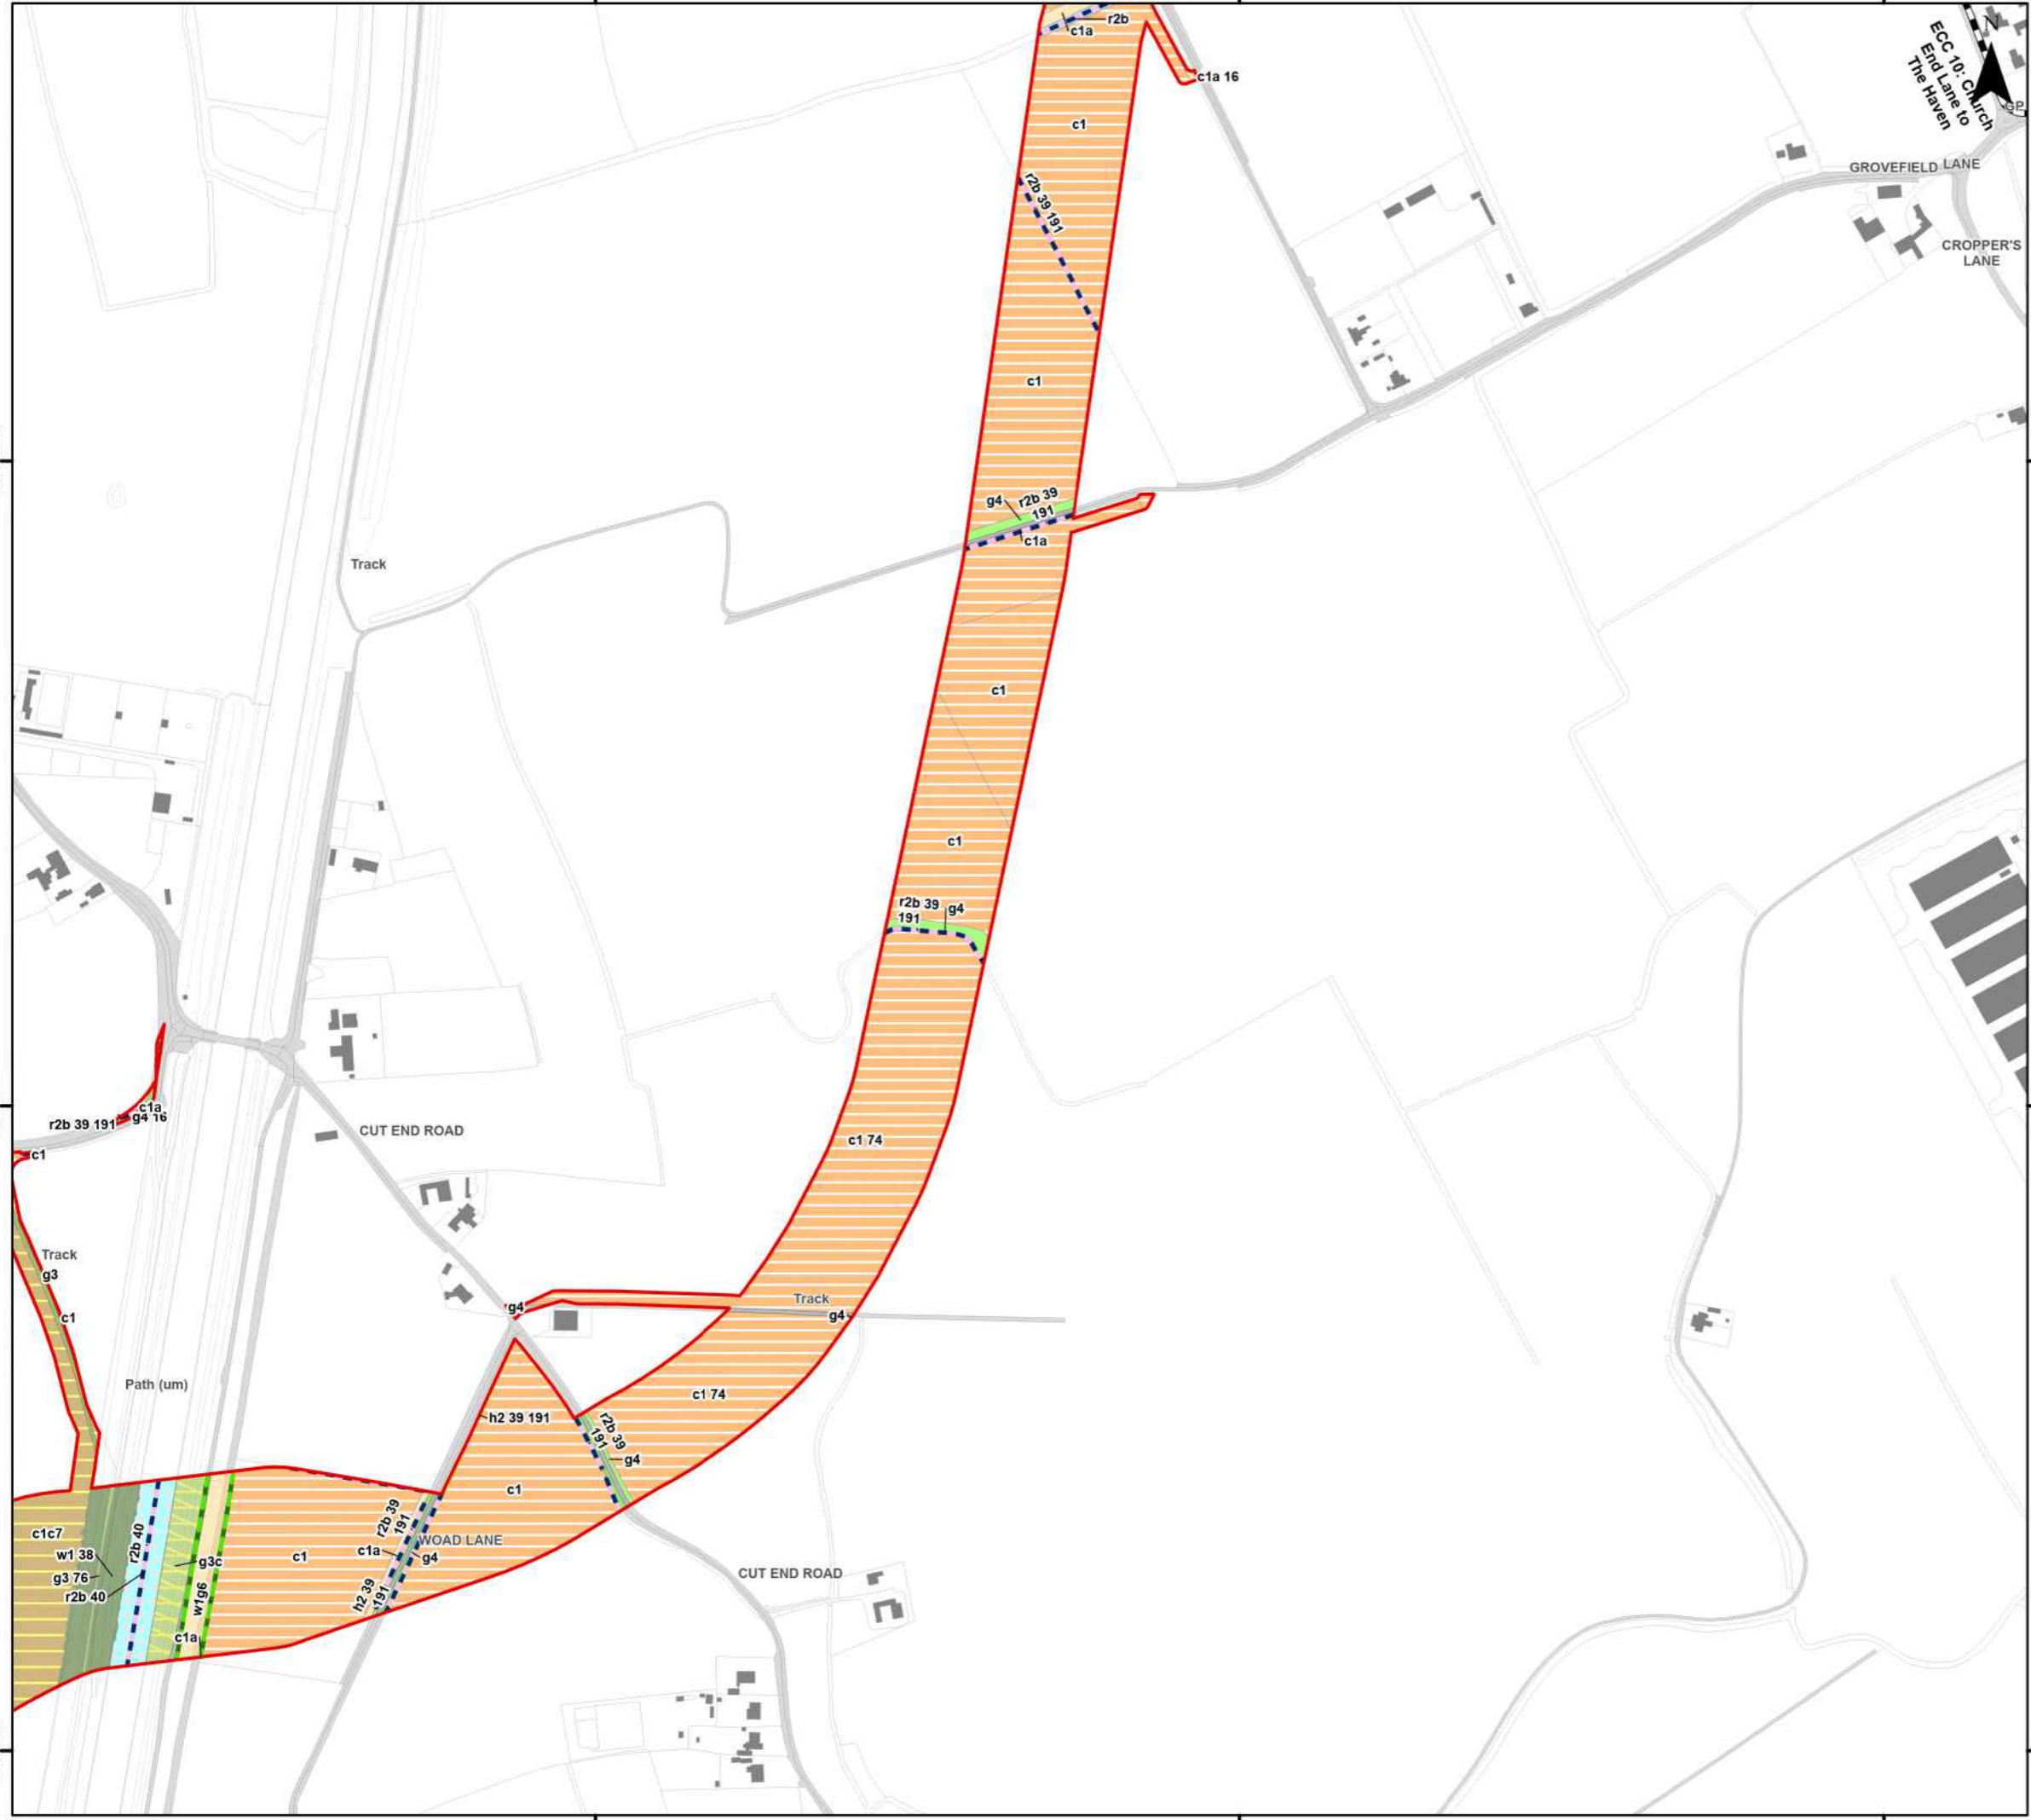 r2b
c1a
N
ECC 10: Church
End Lane to
The Haven
c1a 16
GP
c1
GROVEFIELD LANE
r2b 39 191
CROPPER'S
LANE
c1
g4
r2b 39
191
c1a
Track
c1
c1
r2b 39
191
g4
c1a
g4 16
r2b 39 191
CUT END ROAD
c1 74
c1
Track
g3
Track
g4
g4
c1
Path (um)
c1 74
h2 39 191
r2b 39
191
g4
c1
r2b 39
191
c1c7
r2b 40
WOAD LANE
w1 38
g3c
c1
c1a
g4
g3 76
CUT END ROAD
r2b 40
w1g6
h2 39
191
c1a